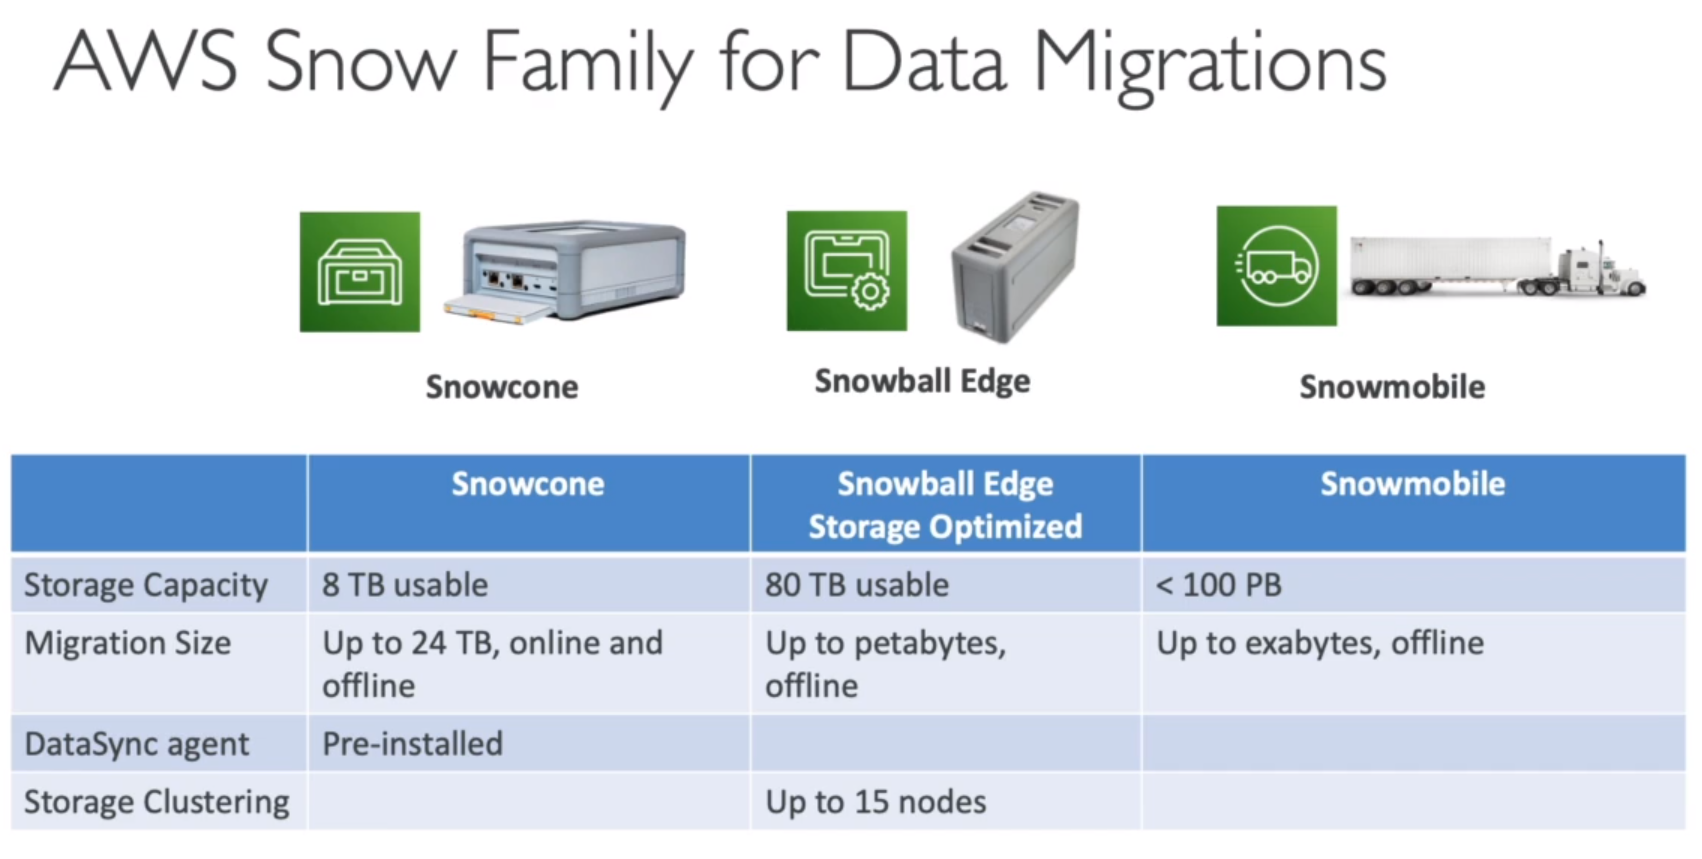 AWS Snow Family for Data Migrations
Snowcone
Snowball Edge
Snowmobile
Snowcone
Snowball Edge
Storage Optimized
Snowmobile
Storage Capacity
8 TB usable
80 TB usable
< 100 PB
Migration Size
Up to 24 TB, online and
offline
Up to petabytes,
offline
Up to exabytes, offline
DataSync agent
Pre-installed
Storage Clustering
Up to 15 nodes